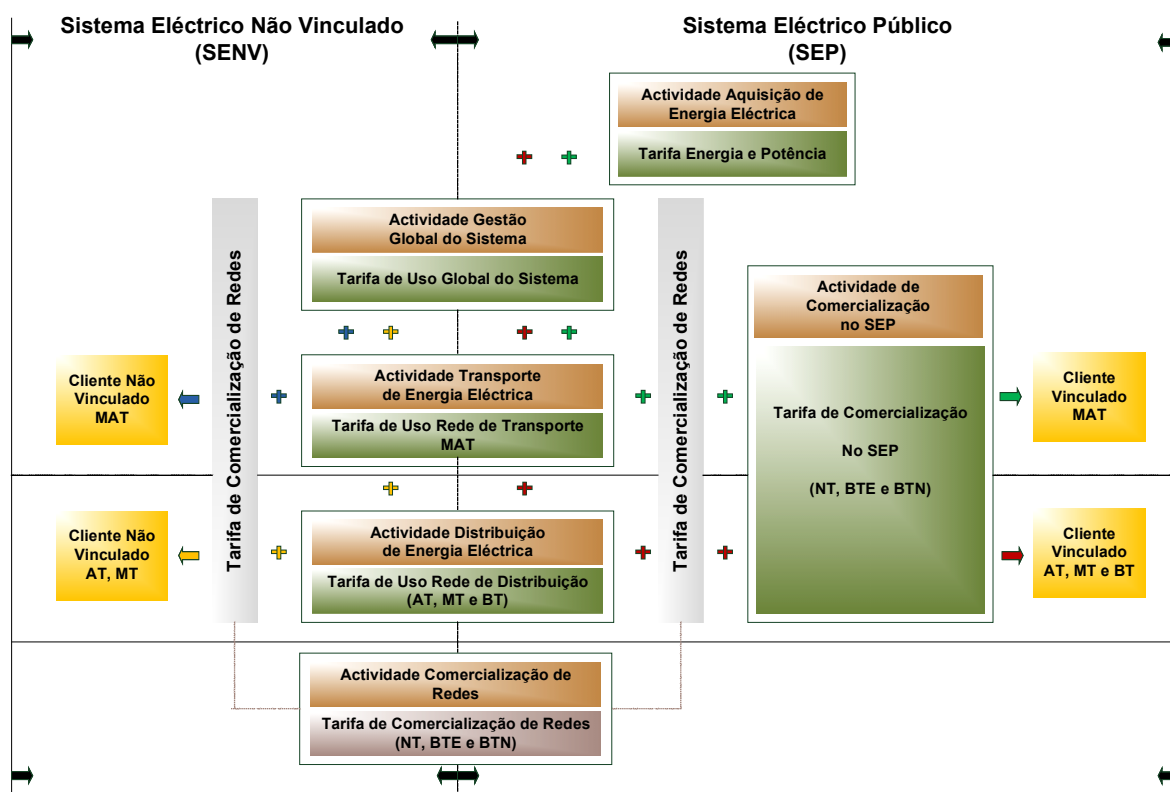 Sistema Eléctrico Não Vinculado
(SENV)
Sistema Eléctrico Público
(SEP)
Actividade Aquisição de
Energia Eléctrica
Tarifa Energia e Potência
Tarifa de Comercialização de Redes
Actividade Gestão
Global do Sistema
Tarifa de Uso Global do Sistema
Tarifa de Comercialização de Redes
Actividade de
Comercialização
no SEP
Cliente Não
Vinculado
MAT
Actividade Transporte
de Energia Eléctrica
Tarifa de Uso Rede de Transporte
MAT
Tarifa de Comercialização
No SEP
(NT, BTE e BTN)
Cliente
Vinculado
MAT
Cliente Não
Vinculado
AT, MT
Actividade Distribuição
de Energia Eléctrica
Tarifa de Uso Rede de Distribuição
(AT, MT e BT)
Cliente
Vinculado
AT, MT e BT
Actividade Comercialização de
Redes
Tarifa de Comercialização de Redes
(NT, BTE e BTN)